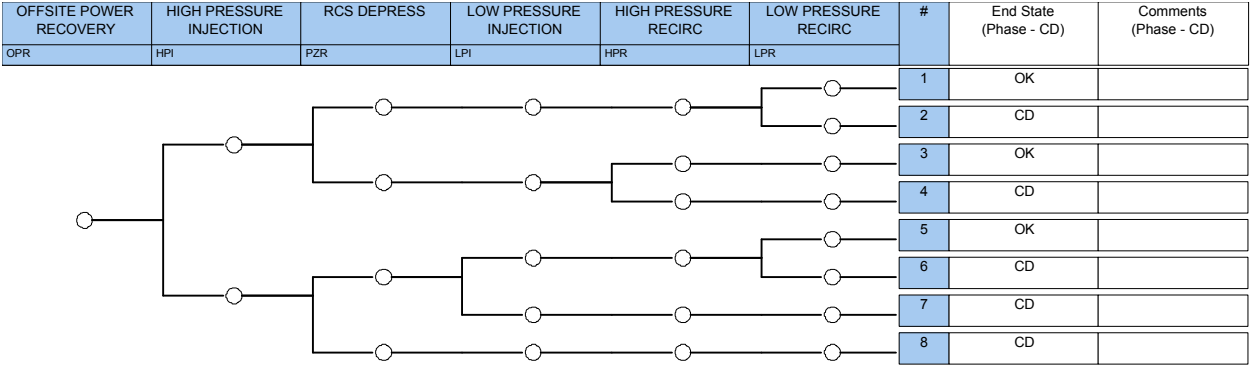 OFFSITE POWER RECOVERY
HIGH PRESSURE INJECTION
RCS DEPRESS
LOW PRESSURE INJECTION
HIGH PRESSURE RECIRC
LOW PRESSURE RECIRC
#
End State (Phase - CD)
Comments (Phase - CD)
OPR
HPI
PZR
LPI
HPR
LPR
1 OK
2 CD
3 OK
4 CD
5 OK
6 CD
7 CD
8 CD